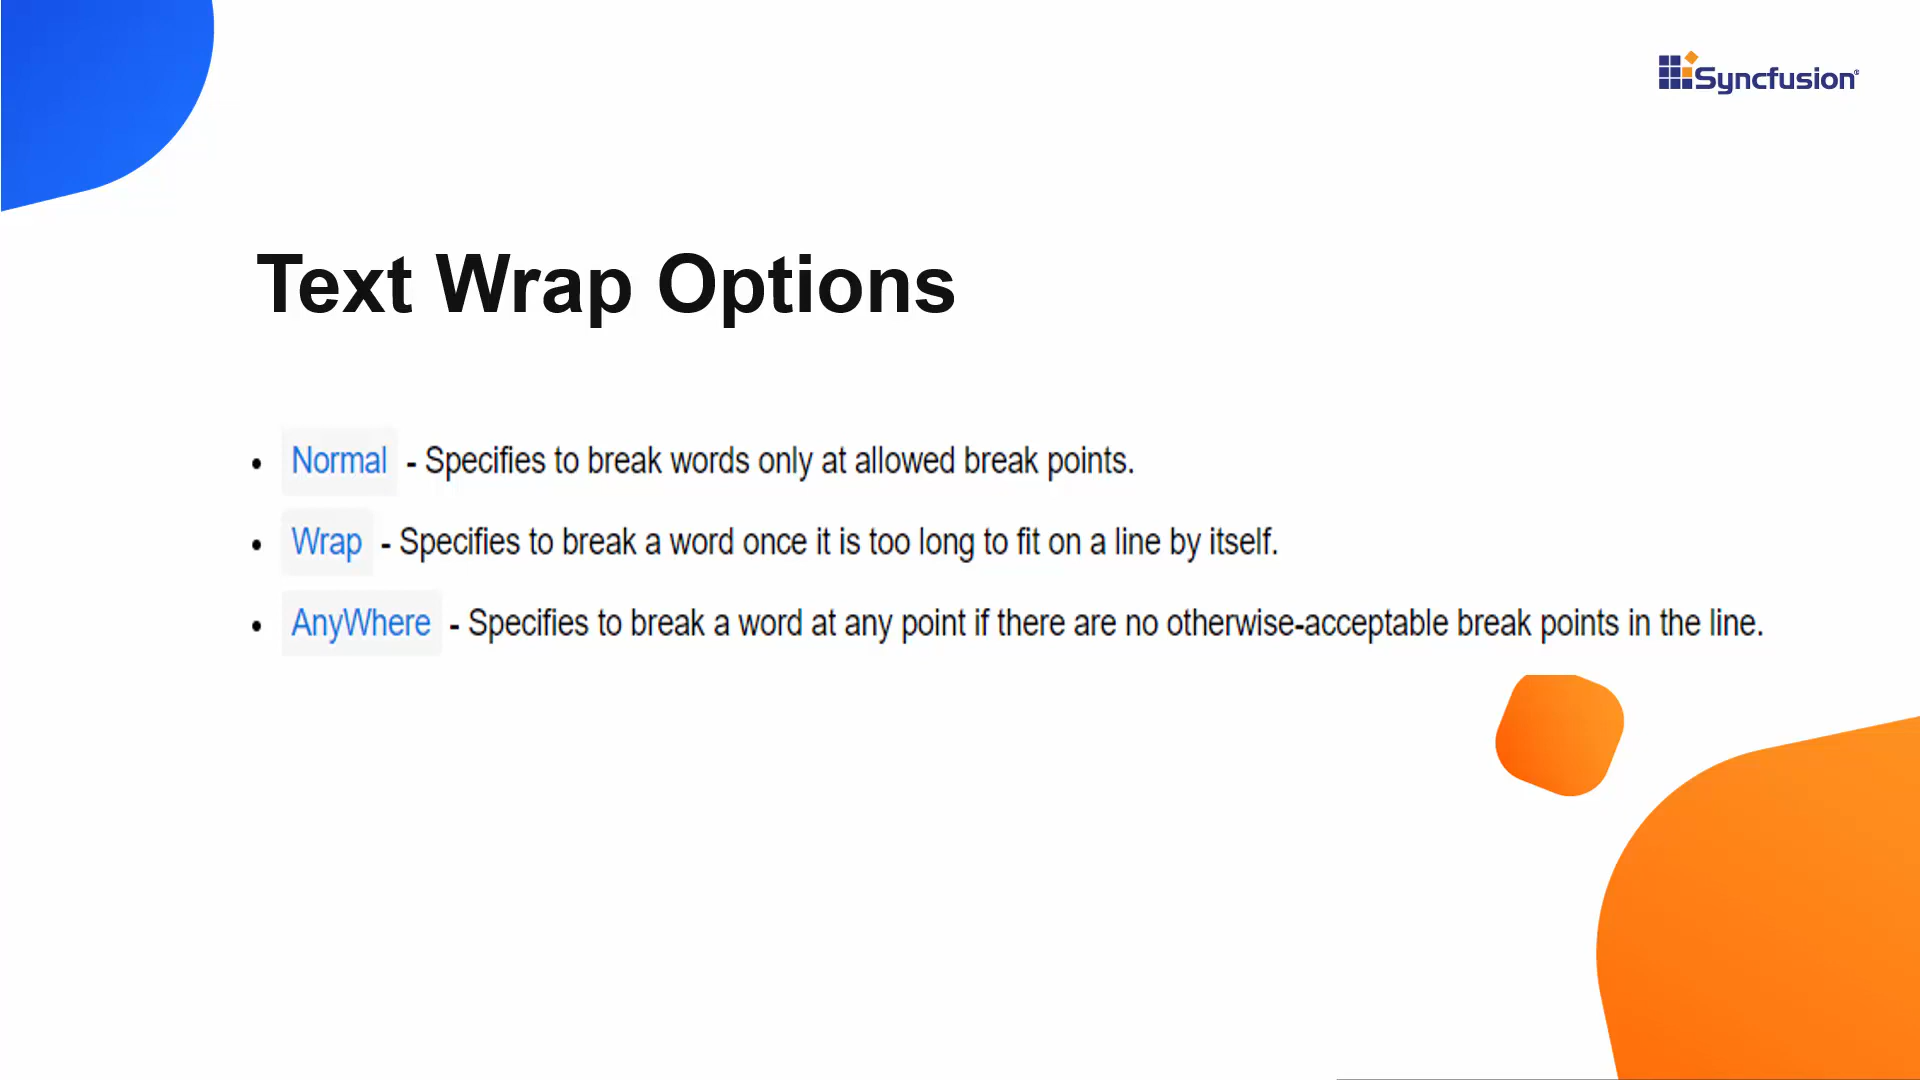 Syncfusion®
Text Wrap Options
• Normal - Specifies to break words only at allowed break points.
• Wrap - Specifies to break a word once it is too long to fit on a line by itself.
• AnyWhere - Specifies to break a word at any point if there are no otherwise-acceptable break points in the line.